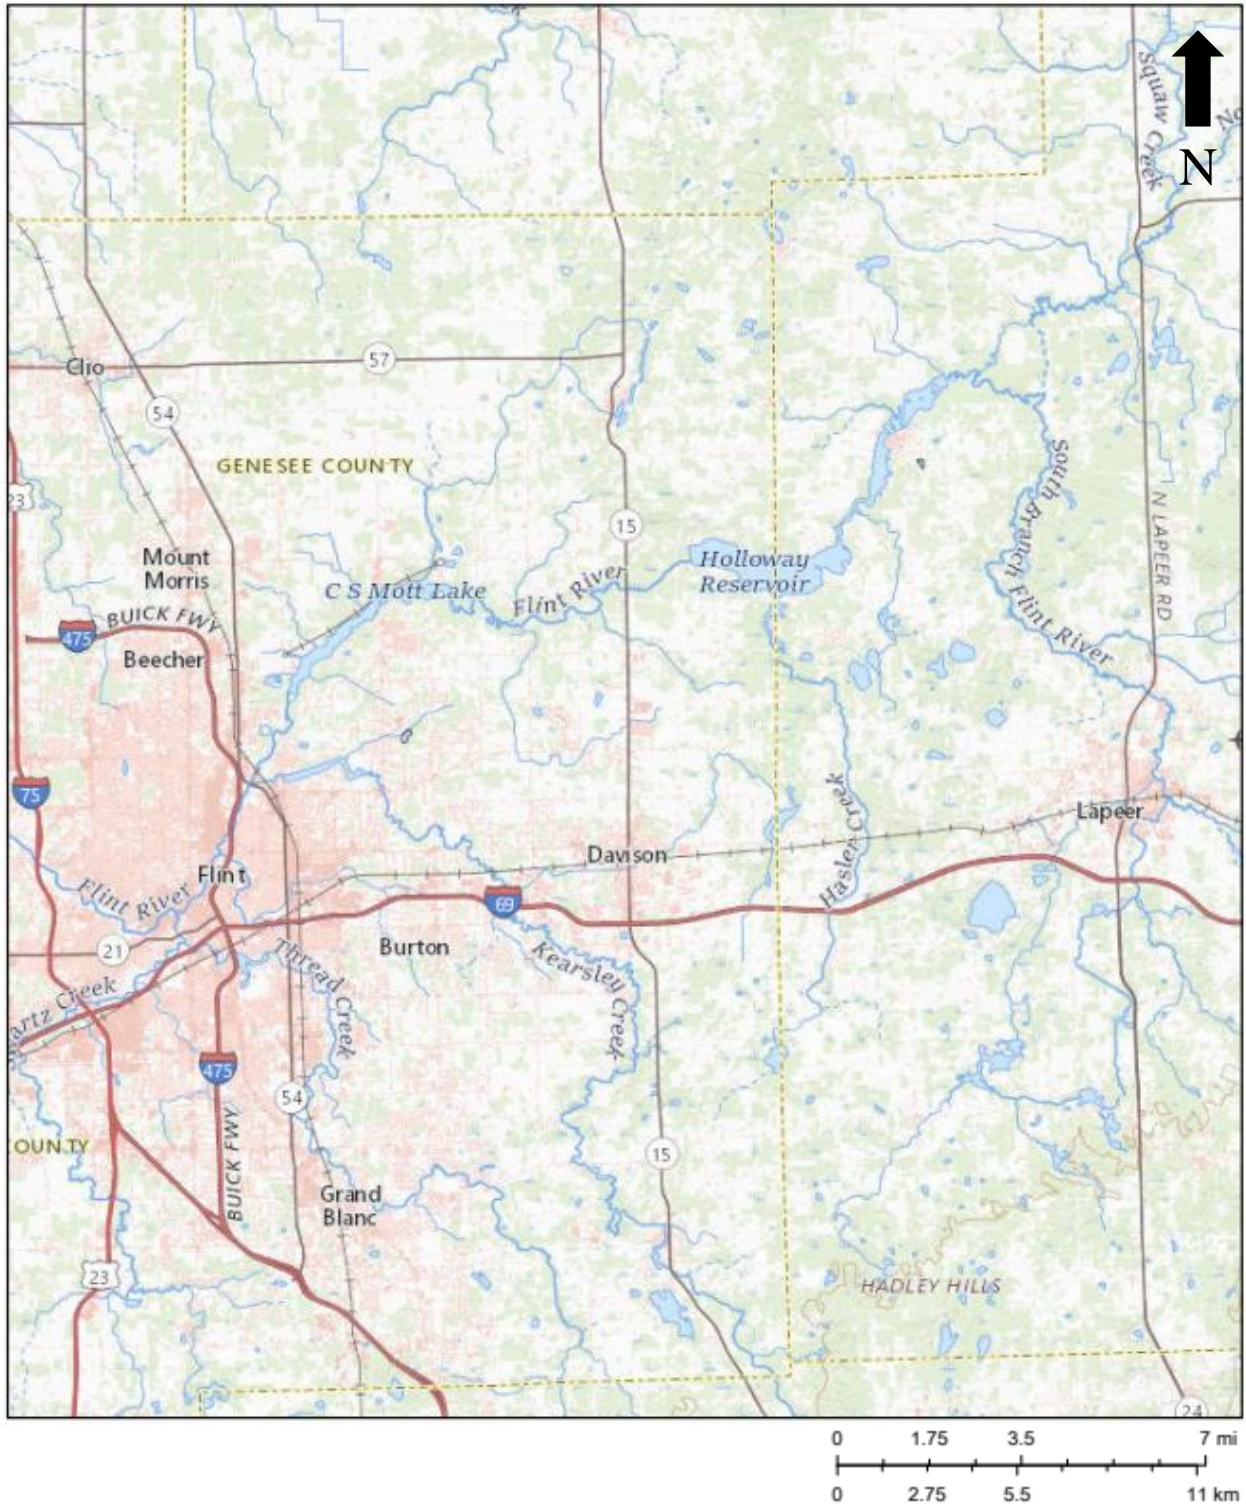 Squaw Creek
No
N
Clio
57
54
GENESEE COUNTY
23
15
South Branch Flint River
N LAPEER RD
Mount
Morris
C S Mott Lake
Flint River
Holloway
Reservoir
475
BUICK FWY
Beecher
75
Hasler Creek
Lapeer
Davison
Flint
Flint River
69
21
Burton
Thread Creek
Kearsley Creek
artz Creek
475
54
OUNTY
BUICK FWY
15
Grand
Blanc
23
HADLEY HILLS
24
0 1.75 3.5 7 mi
0 2.75 5.5 11 km